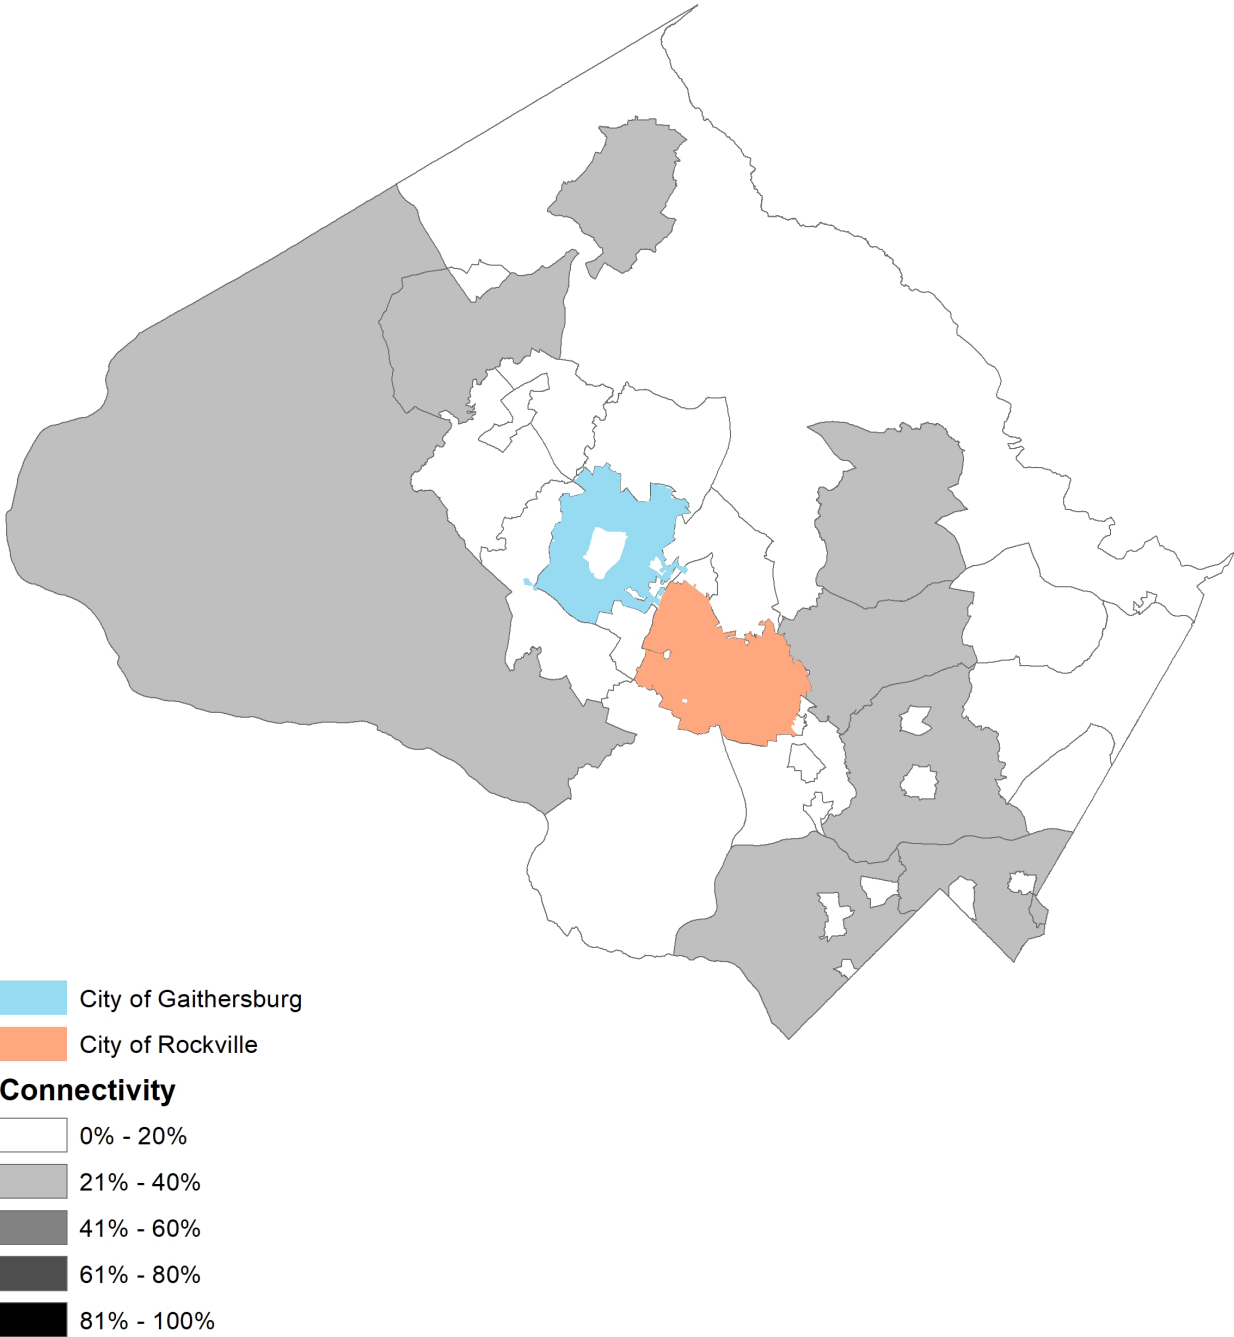 City of Gaithersburg
City of Rockville
Connectivity
0% - 20%
21% - 40%
41% - 60%
61% - 80%
81% - 100%